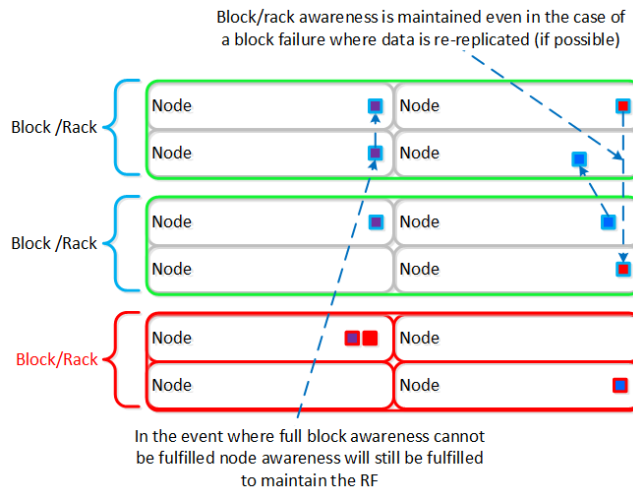 Block/rack awareness is maintained even in the case of
a block failure where data is re-replicated (if possible)
Block /Rack
Node
Node
Node
Node
Block /Rack
Node
Node
Node
Node
Block/Rack
Node
Node
Node
Node
In the event where full block awareness cannot
be fulfilled node awareness will still be fulfilled
to maintain the RF